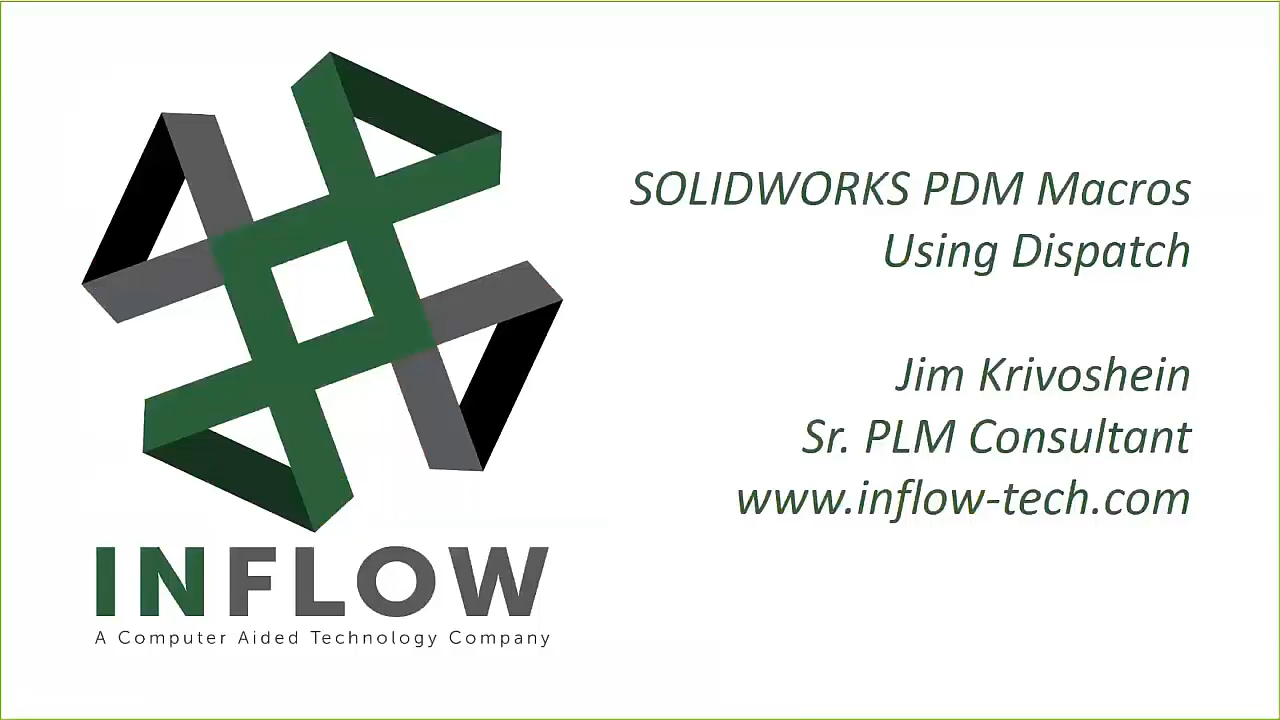 SOLIDWORKS PDM Macros
Using Dispatch
Jim Krivoshein
Sr. PLM Consultant
www.inflow-tech.com
INFLOW
A Computer Aided Technology Company